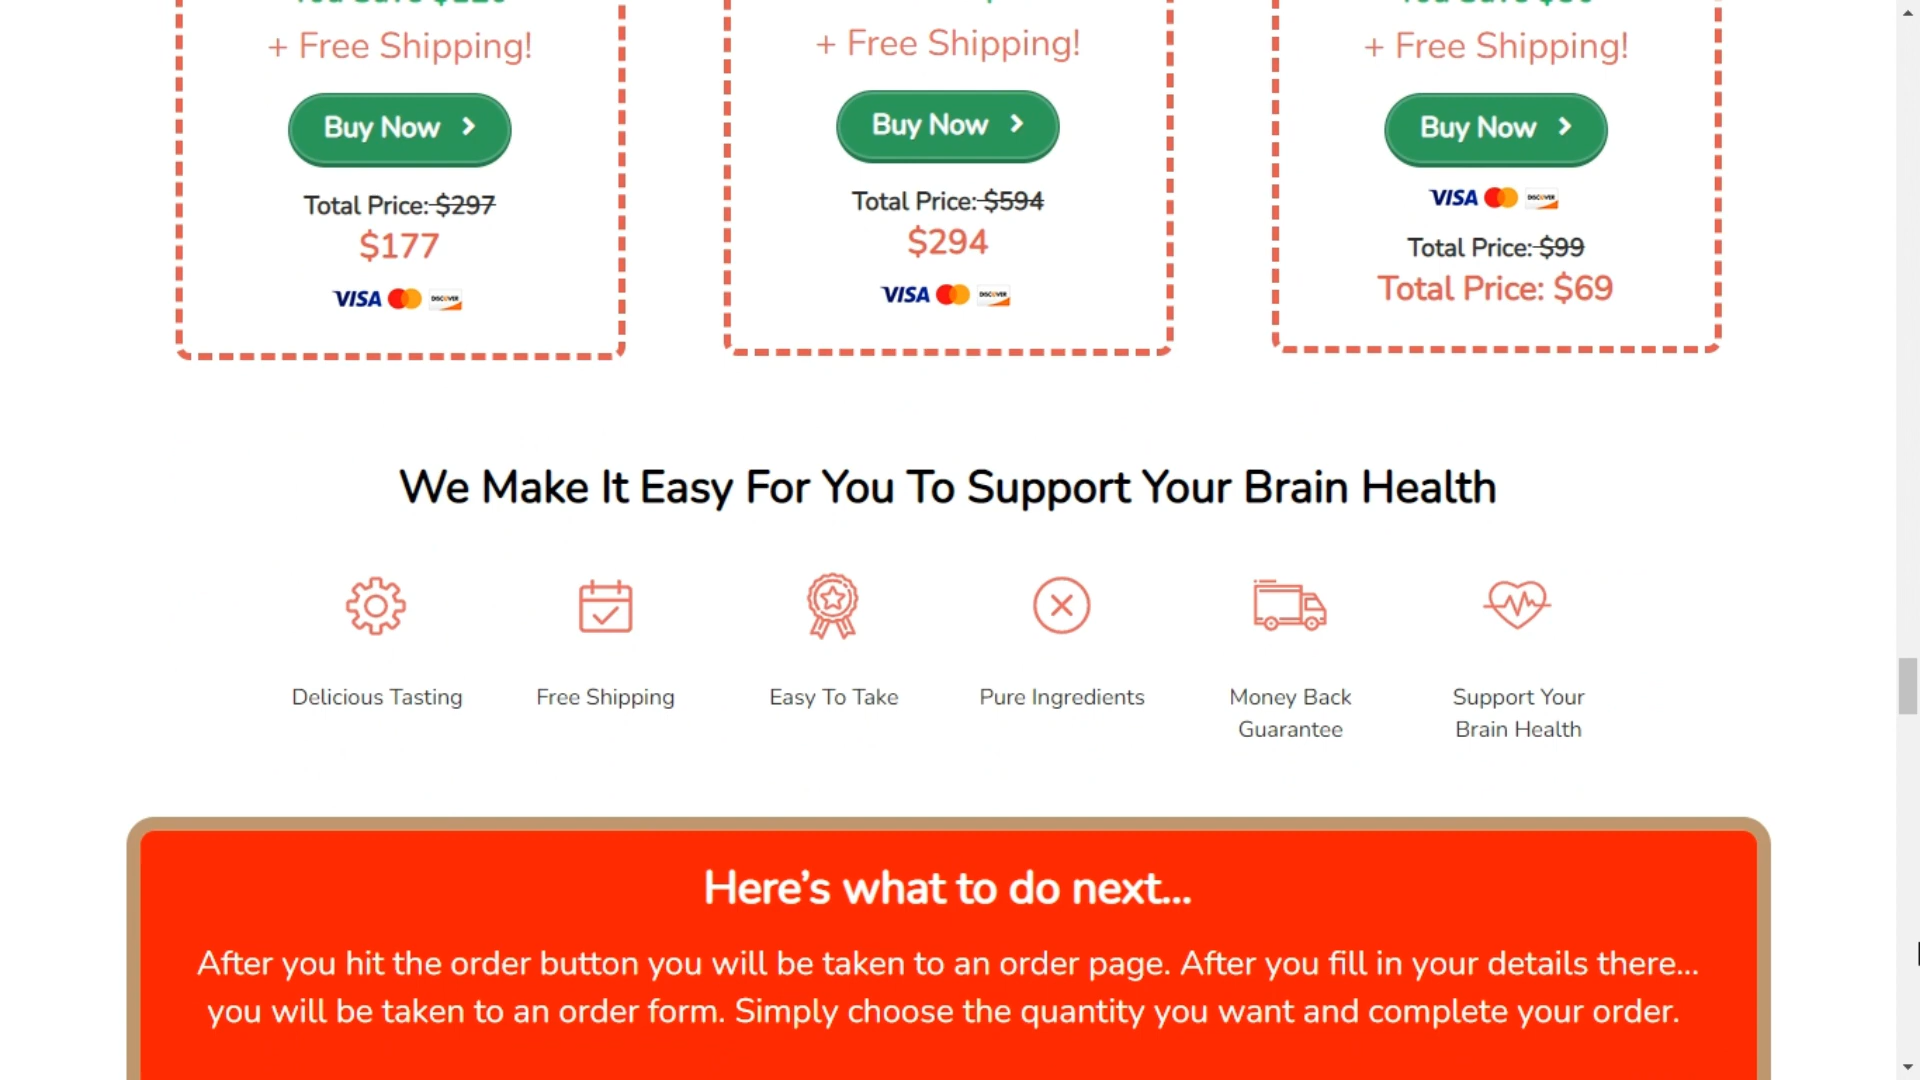 + Free Shipping!
Buy Now
Total Price: $297
$177
VISA DISCOVER
+ Free Shipping!
Buy Now
Total Price: $594
$294
VISA DISCOVER
+ Free Shipping!
Buy Now
VISA DISCOVER
Total Price: $99
Total Price: $69
We Make It Easy For You To Support Your Brain Health
Delicious Tasting
Free Shipping
Easy To Take
Pure Ingredients
Money Back
Guarantee
Support Your
Brain Health
Here’s what to do next...
After you hit the order button you will be taken to an order page. After you fill in your details there...
you will be taken to an order form. Simply choose the quantity you want and complete your order.